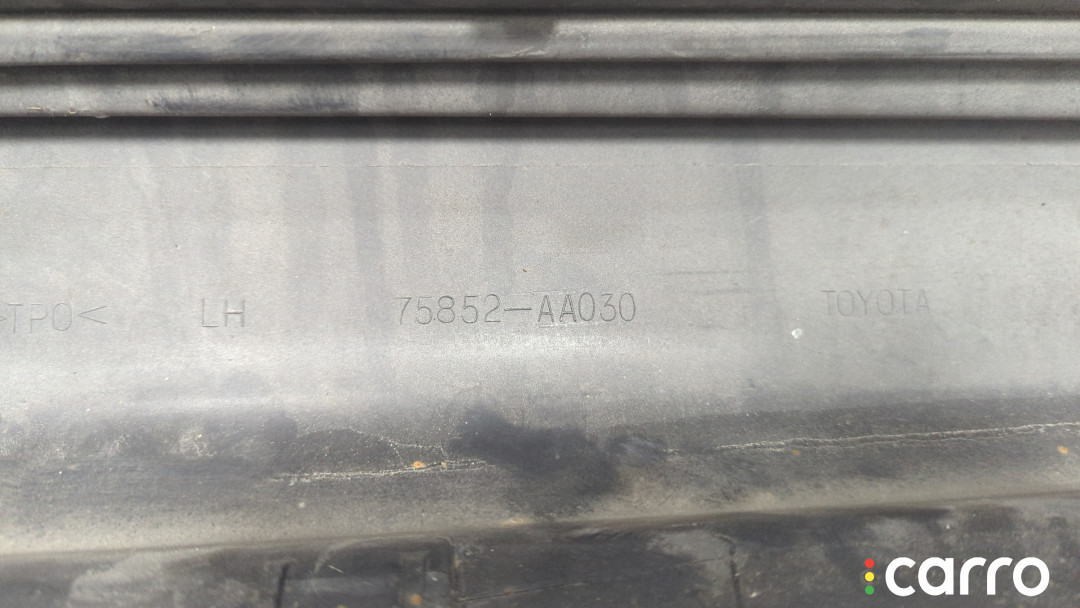 >TPO< LH 75852-AA030 TOYOTA
carro